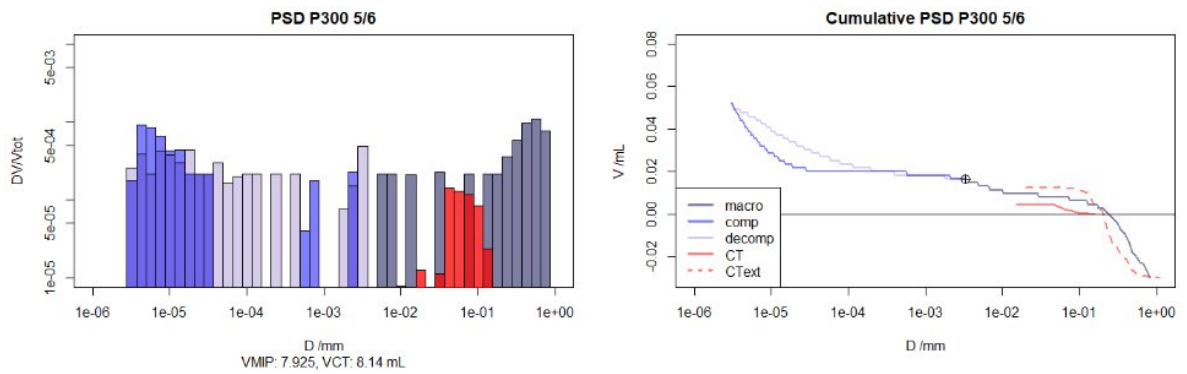 PSD P300 5/6
DV/Vtot
5e-03
5e-04
5e-05
1e-05
1e-06
1e-05
1e-04
1e-03
1e-02
1e-01
1e+00
D /mm
VMIP: 7.925, VCT: 8.14 mL
Cumulative PSD P300 5/6
V /mL
0.08
0.06
0.04
0.02
0.00
-0.02
macro
comp
decomp
CT
CText
1e-06
1e-05
1e-04
1e-03
1e-02
1e-01
1e+00
D /mm